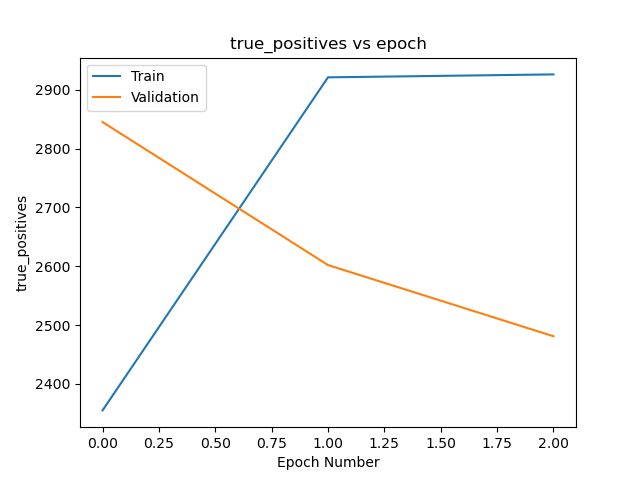 true_positives vs epoch
Train
Validation
true_positives
2900
2800
2700
2600
2500
2400
0.00 0.25 0.50 0.75 1.00 1.25 1.50 1.75 2.00
Epoch Number